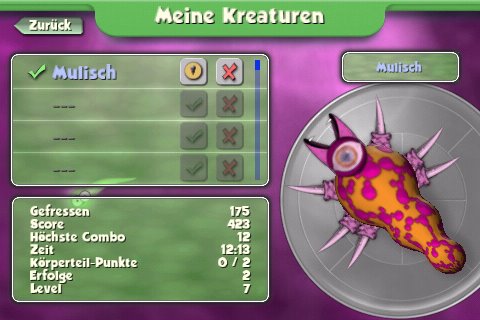 Meine Kreaturen
Zurück
Mulisch
Mulisch
---
---
---
Gefressen 175
Score 423
Höchste Combo 12
Zeit 12:13
Körperteil-Punkte 0 / 2
Erfolge 2
Level 7